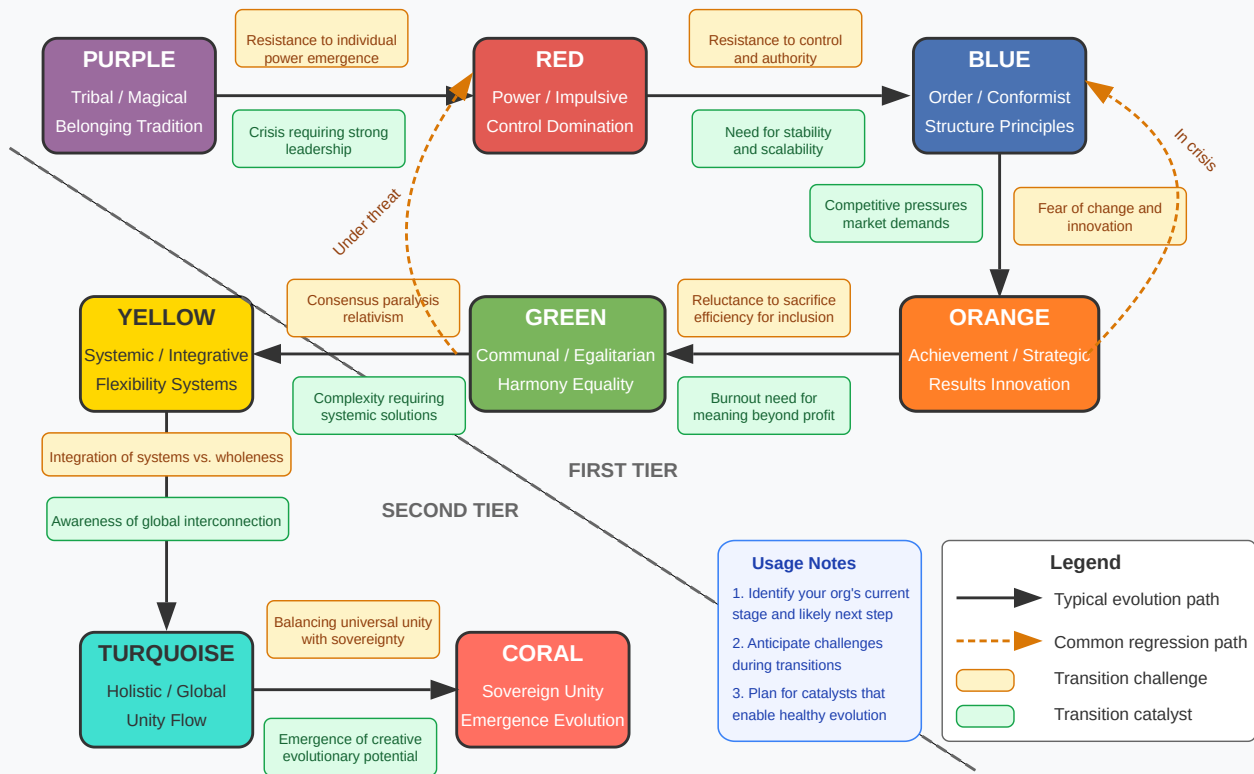 PURPLE
Tribal / Magical
Belonging Tradition
Resistance to individual
power emergence
Crisis requiring strong
leadership
RED
Power / Impulsive
Control Domination
Resistance to control
and authority
Need for stability
and scalability
BLUE
Order / Conformist
Structure Principles
In crisis
Under threat
Competitive pressures
market demands
Fear of change and
innovation
YELLOW
Systemic / Integrative
Flexibility Systems
Consensus paralysis
relativism
Complexity requiring
systemic solutions
GREEN
Communal / Egalitarian
Harmony Equality
Reluctance to sacrifice
efficiency for inclusion
Burnout need for
meaning beyond profit
ORANGE
Achievement / Strategic
Results Innovation
Integration of systems vs. wholeness
Awareness of global interconnection
FIRST TIER
SECOND TIER
TURQUOISE
Holistic / Global
Unity Flow
Balancing universal unity
with sovereignty
Emergence of creative
evolutionary potential
CORAL
Sovereign Unity
Emergence Evolution
Usage Notes
1. Identify your org's current
stage and likely next step
2. Anticipate challenges
during transitions
3. Plan for catalysts that
enable healthy evolution
Legend
Typical evolution path
Common regression path
Transition challenge
Transition catalyst